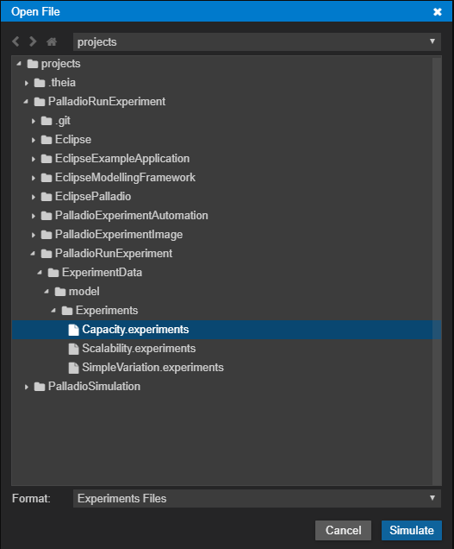 Open File
projects
projects
.theia
PalladioRunExperiment
.git
Eclipse
EclipseExampleApplication
EclipseModellingFramework
EclipsePalladio
PalladioExperimentAutomation
PalladioExperimentImage
PalladioRunExperiment
ExperimentData
model
Experiments
Capacity.experiments
Scalability.experiments
SimpleVariation.experiments
PalladioSimulation
Format: Experiments Files
Cancel Simulate